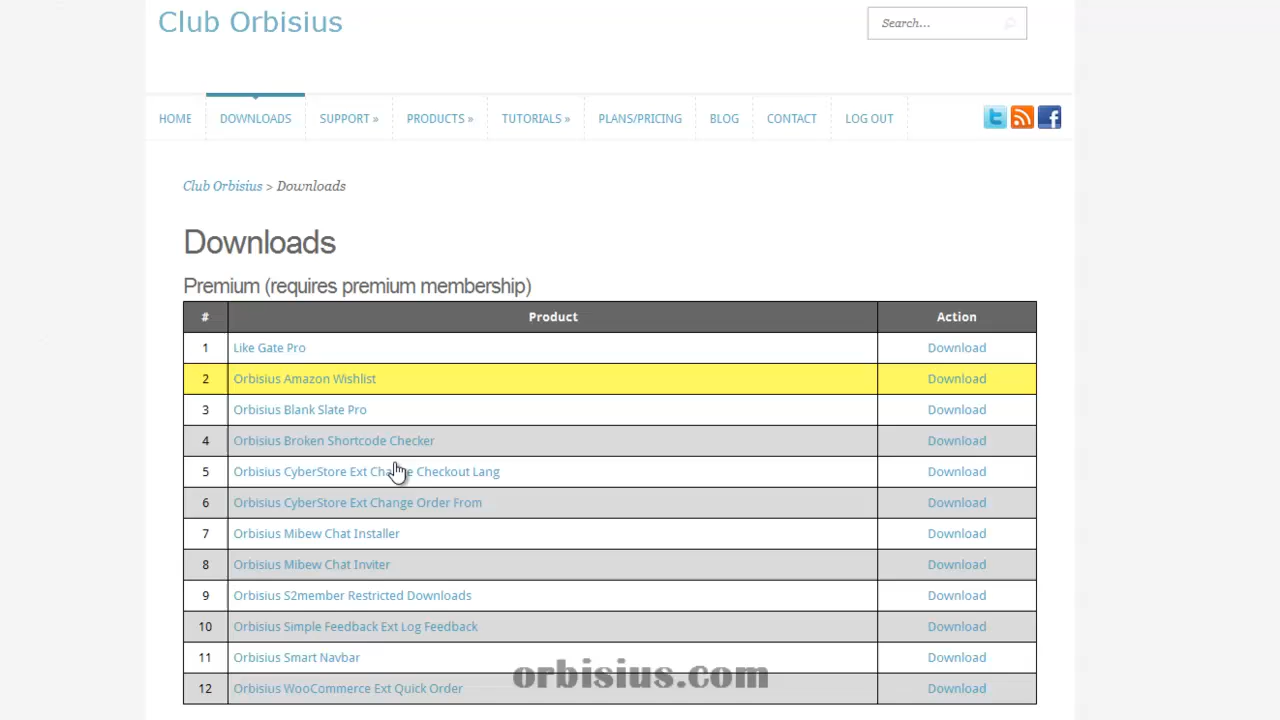 Club Orbisius
Search...
HOME DOWNLOADS SUPPORT » PRODUCTS » TUTORIALS » PLANS/PRICING BLOG CONTACT LOG OUT
Club Orbisius > Downloads
Downloads
Premium (requires premium membership)
# Product Action
1 Like Gate Pro Download
2 Orbisius Amazon Wishlist Download
3 Orbisius Blank Slate Pro Download
4 Orbisius Broken Shortcode Checker Download
5 Orbisius CyberStore Ext Change Checkout Lang Download
6 Orbisius CyberStore Ext Change Order From Download
7 Orbisius Mibew Chat Installer Download
8 Orbisius Mibew Chat Inviter Download
9 Orbisius S2member Restricted Downloads Download
10 Orbisius Simple Feedback Ext Log Feedback Download
11 Orbisius Smart Navbar Download
12 Orbisius WooCommerce Ext Quick Order Download
orbisius.com